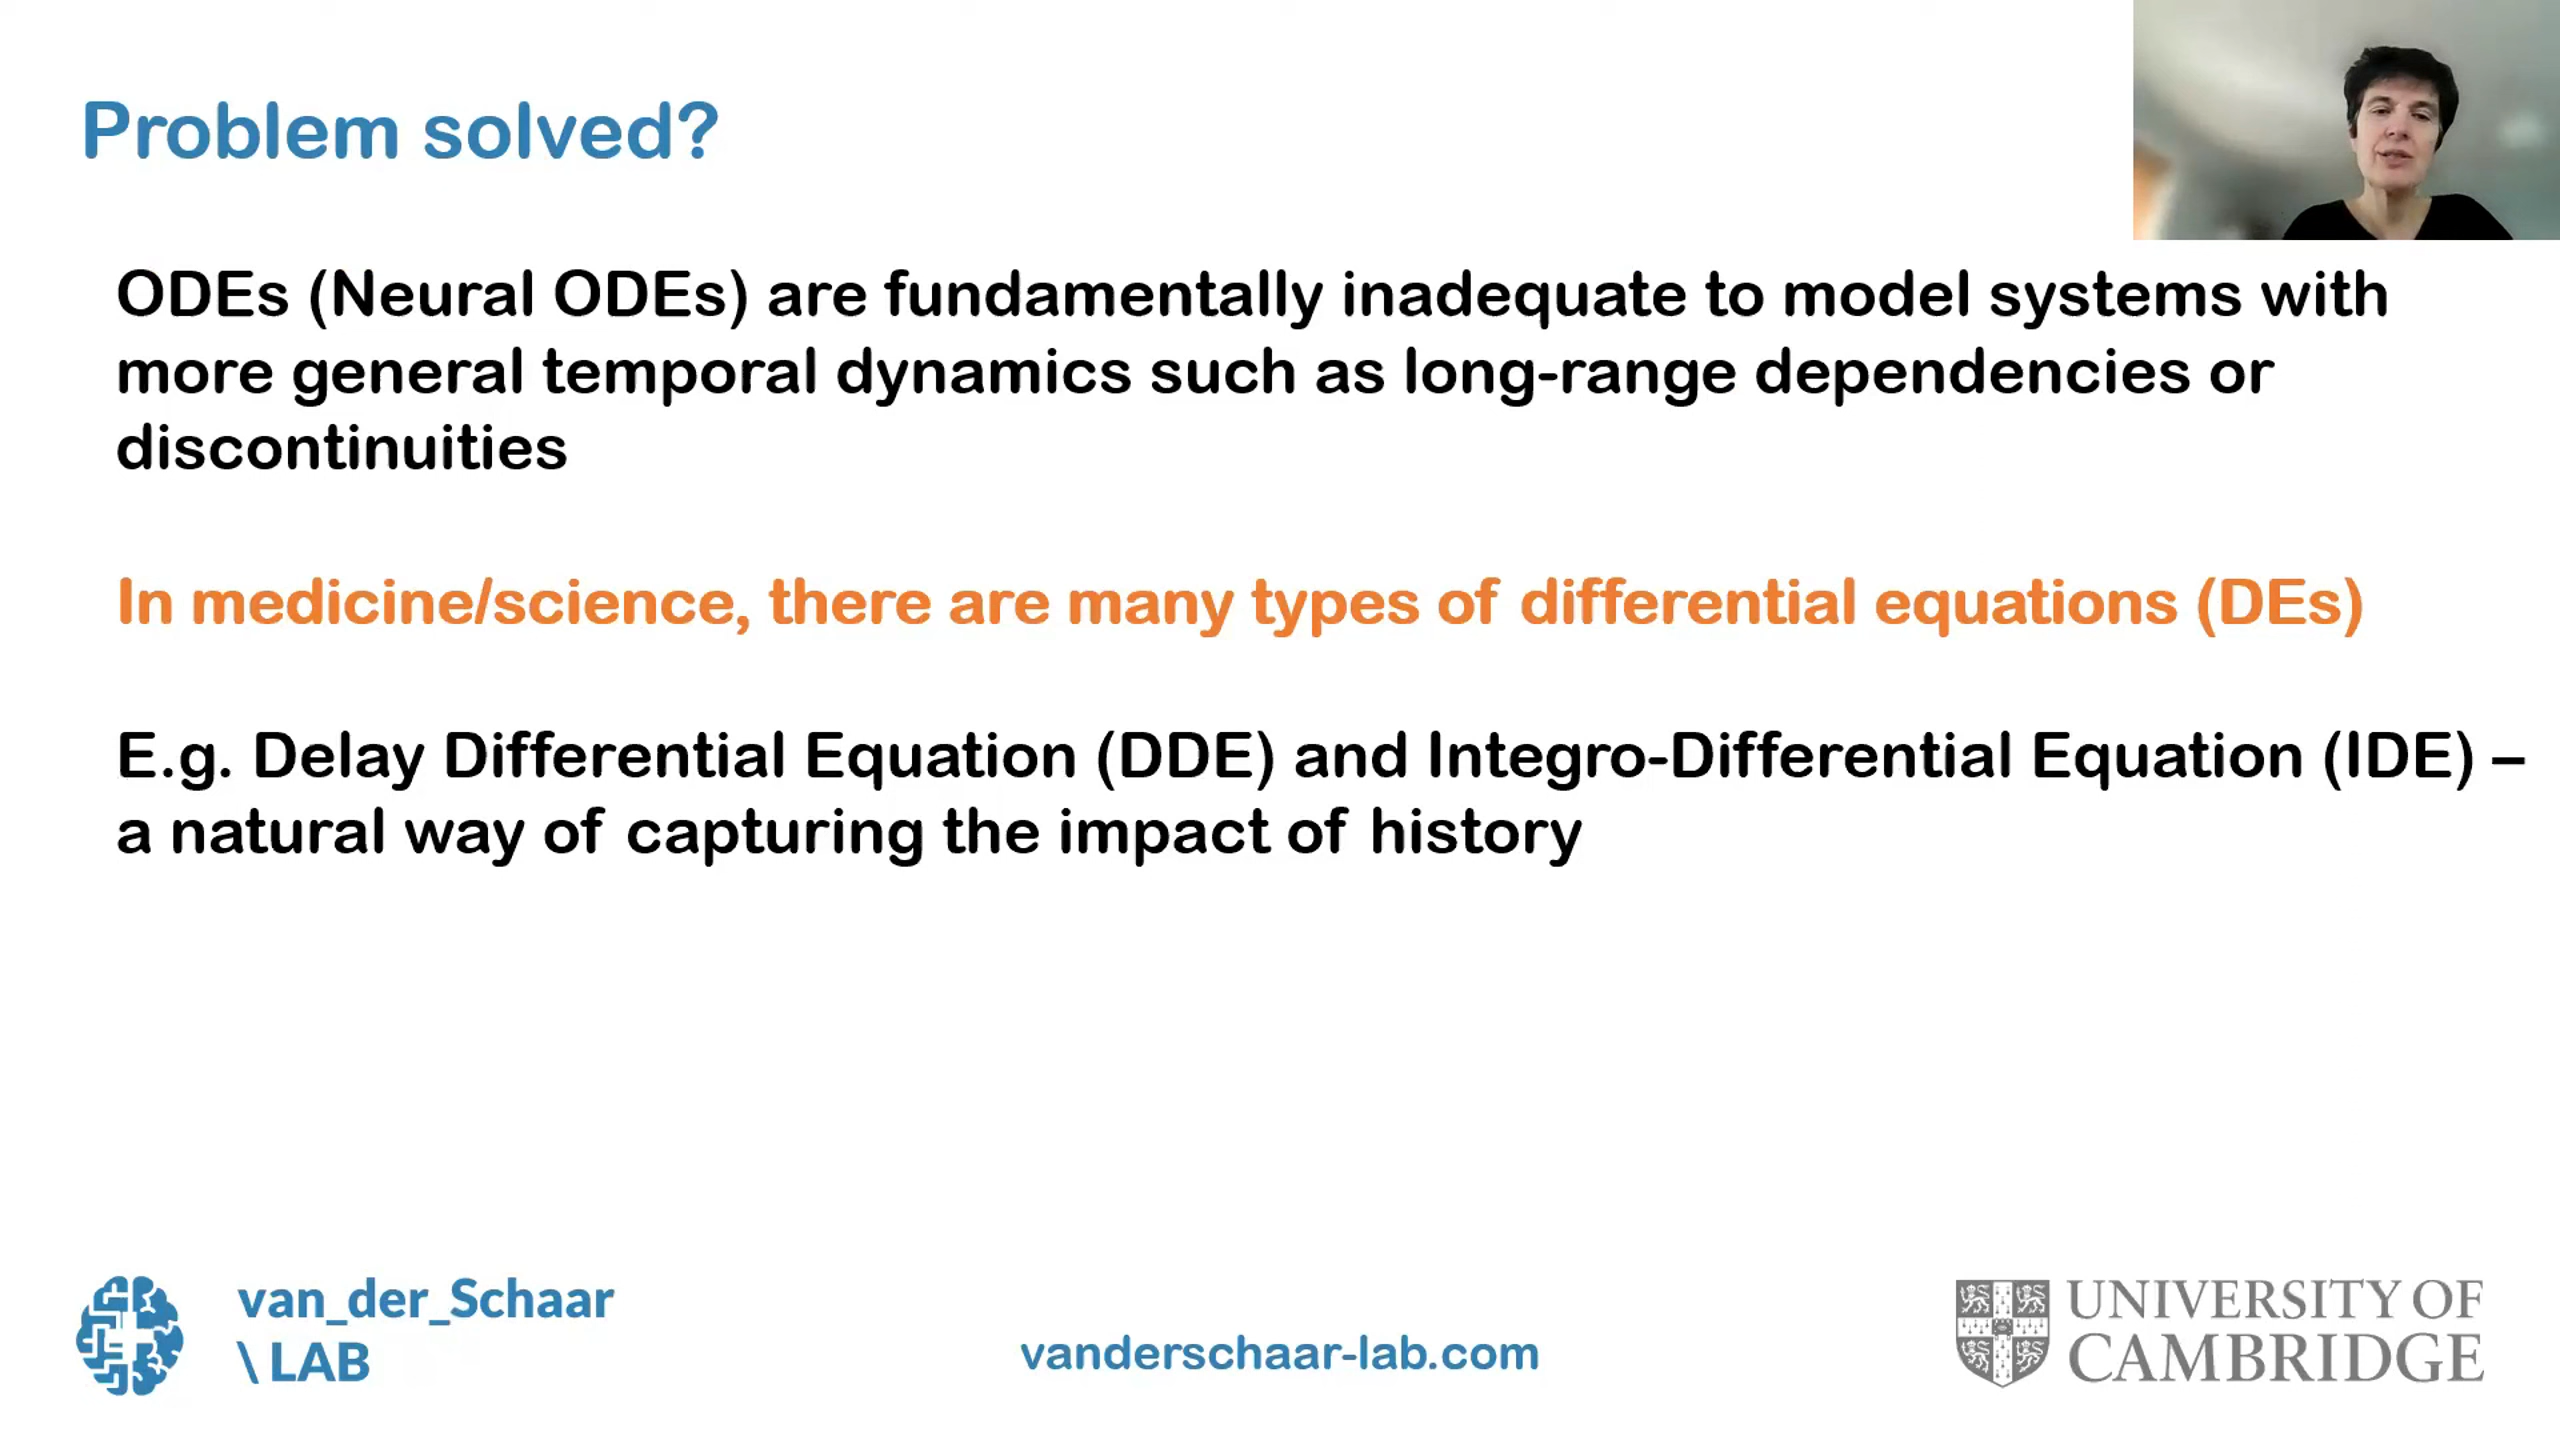 Problem solved?
ODEs (Neural ODEs) are fundamentally inadequate to model systems with
more general temporal dynamics such as long-range dependencies or
discontinuities
In medicine/science, there are many types of differential equations (DEs)
E.g. Delay Differential Equation (DDE) and Integro-Differential Equation (IDE) –
a natural way of capturing the impact of history
van_der_Schaar
\ LAB
vanderschaar-lab.com
UNIVERSITY OF
CAMBRIDGE